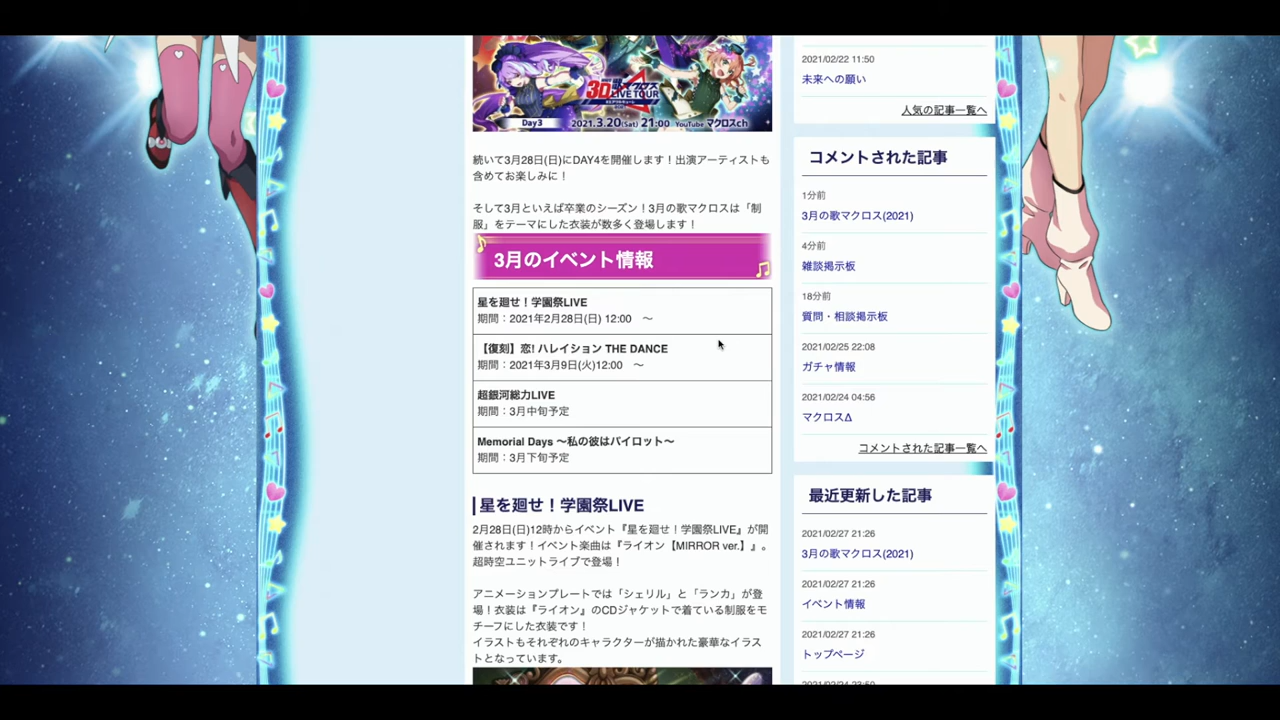 3D
歌マクロス
LIVE TOUR
Day3
2021.3.20(Sat) 21:00 YouTube マクロスch
続いて3月28日(日)にDAY4を開催します！出演アーティストも
含めてお楽しみに！
そして3月といえば卒業のシーズン！3月の歌マクロスは「制
服」をテーマにした衣装が数多く登場します！
3月のイベント情報
星を廻せ！学園祭LIVE
期間：2021年2月28日(日) 12:00　～
【復刻】恋! ハレイション THE DANCE
期間：2021年3月9日(火)12:00　～
超銀河総力LIVE
期間：3月中旬予定
Memorial Days ～私の彼はパイロット～
期間：3月下旬予定
星を廻せ！学園祭LIVE
2月28日(日)12時からイベント『星を廻せ！学園祭LIVE』が開
催されます！イベント楽曲は『ライオン【MIRROR ver.】』。
超時空ユニットライブで登場！
アニメーションプレートでは「シェリル」と「ランカ」が登
場！衣装は『ライオン』のCDジャケットで着ている制服をモ
チーフにした衣装です！
イラストもそれぞれのキャラクターが描かれた豪華なイラス
トとなっています。
2021/02/22 11:50
未来への願い
人気の記事一覧へ
コメントされた記事
1分前
3月の歌マクロス(2021)
4分前
雑談掲示板
18分前
質問・相談掲示板
2021/02/25 22:08
ガチャ情報
2021/02/24 04:56
マクロスΔ
コメントされた記事一覧へ
最近更新した記事
2021/02/27 21:26
3月の歌マクロス(2021)
2021/02/27 21:26
イベント情報
2021/02/27 21:26
トップページ